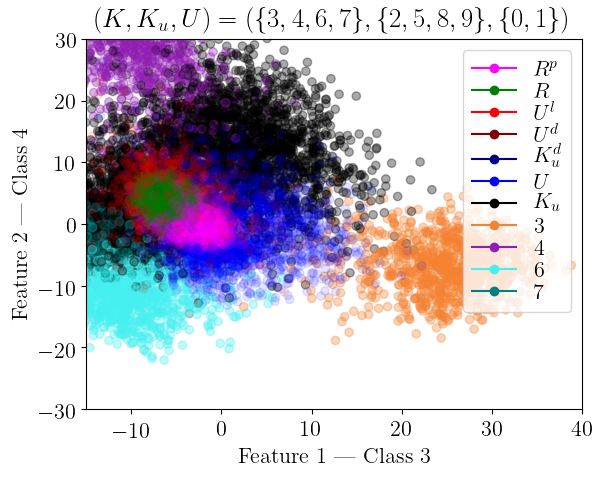 (K, K_u, U) = ({3, 4, 6, 7}, {2, 5, 8, 9}, {0, 1})
30
20
10
0
−10
−20
−30
Feature 2 — Class 4
R^p
R
U^l
U^d
K_u^d
U
K_u
3
4
6
7
−10
0
10
20
30
40
Feature 1 — Class 3